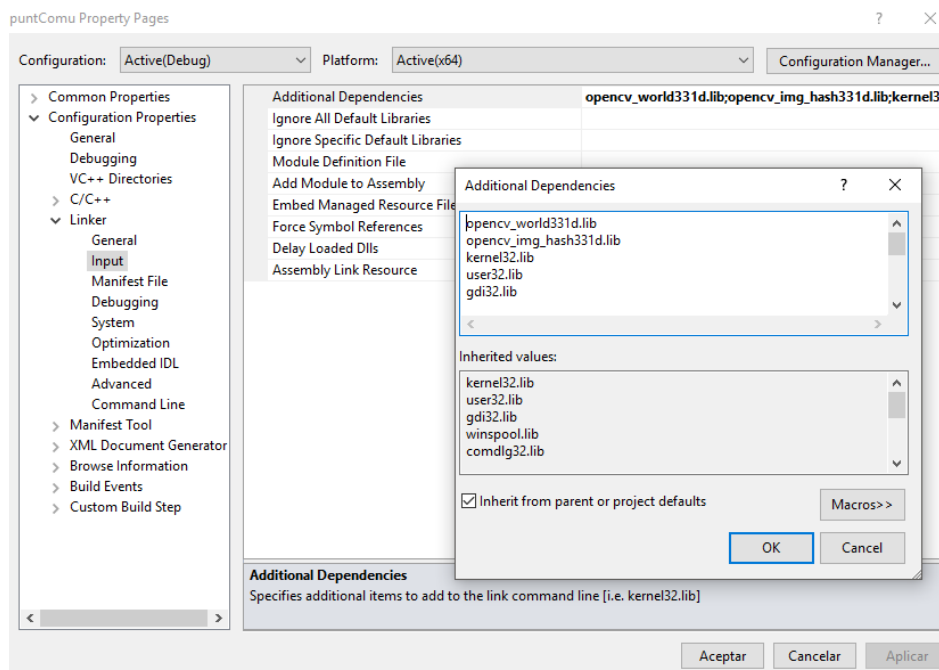 puntComu Property Pages
? ×
Configuration: Active(Debug) Platform: Active(x64) Configuration Manager...
Common Properties
Configuration Properties
General
Debugging
VC++ Directories
C/C++
Linker
General
Input
Manifest File
Debugging
System
Optimization
Embedded IDL
Advanced
Command Line
Manifest Tool
XML Document Generator
Browse Information
Build Events
Custom Build Step
Additional Dependencies opencv_world331d.lib;opencv_img_hash331d.lib;kernel3
Ignore All Default Libraries
Ignore Specific Default Libraries
Module Definition File
Add Module to Assembly
Embed Managed Resource File
Force Symbol References
Delay Loaded Dlls
Assembly Link Resource
Additional Dependencies ? ×
opencv_world331d.lib
opencv_img_hash331d.lib
kernel32.lib
user32.lib
gdi32.lib
Inherited values:
kernel32.lib
user32.lib
gdi32.lib
winspool.lib
comdlg32.lib
Inherit from parent or project defaults
Macros>>
OK Cancel
Additional Dependencies
Specifies additional items to add to the link command line [i.e. kernel32.lib]
Aceptar Cancelar Aplicar